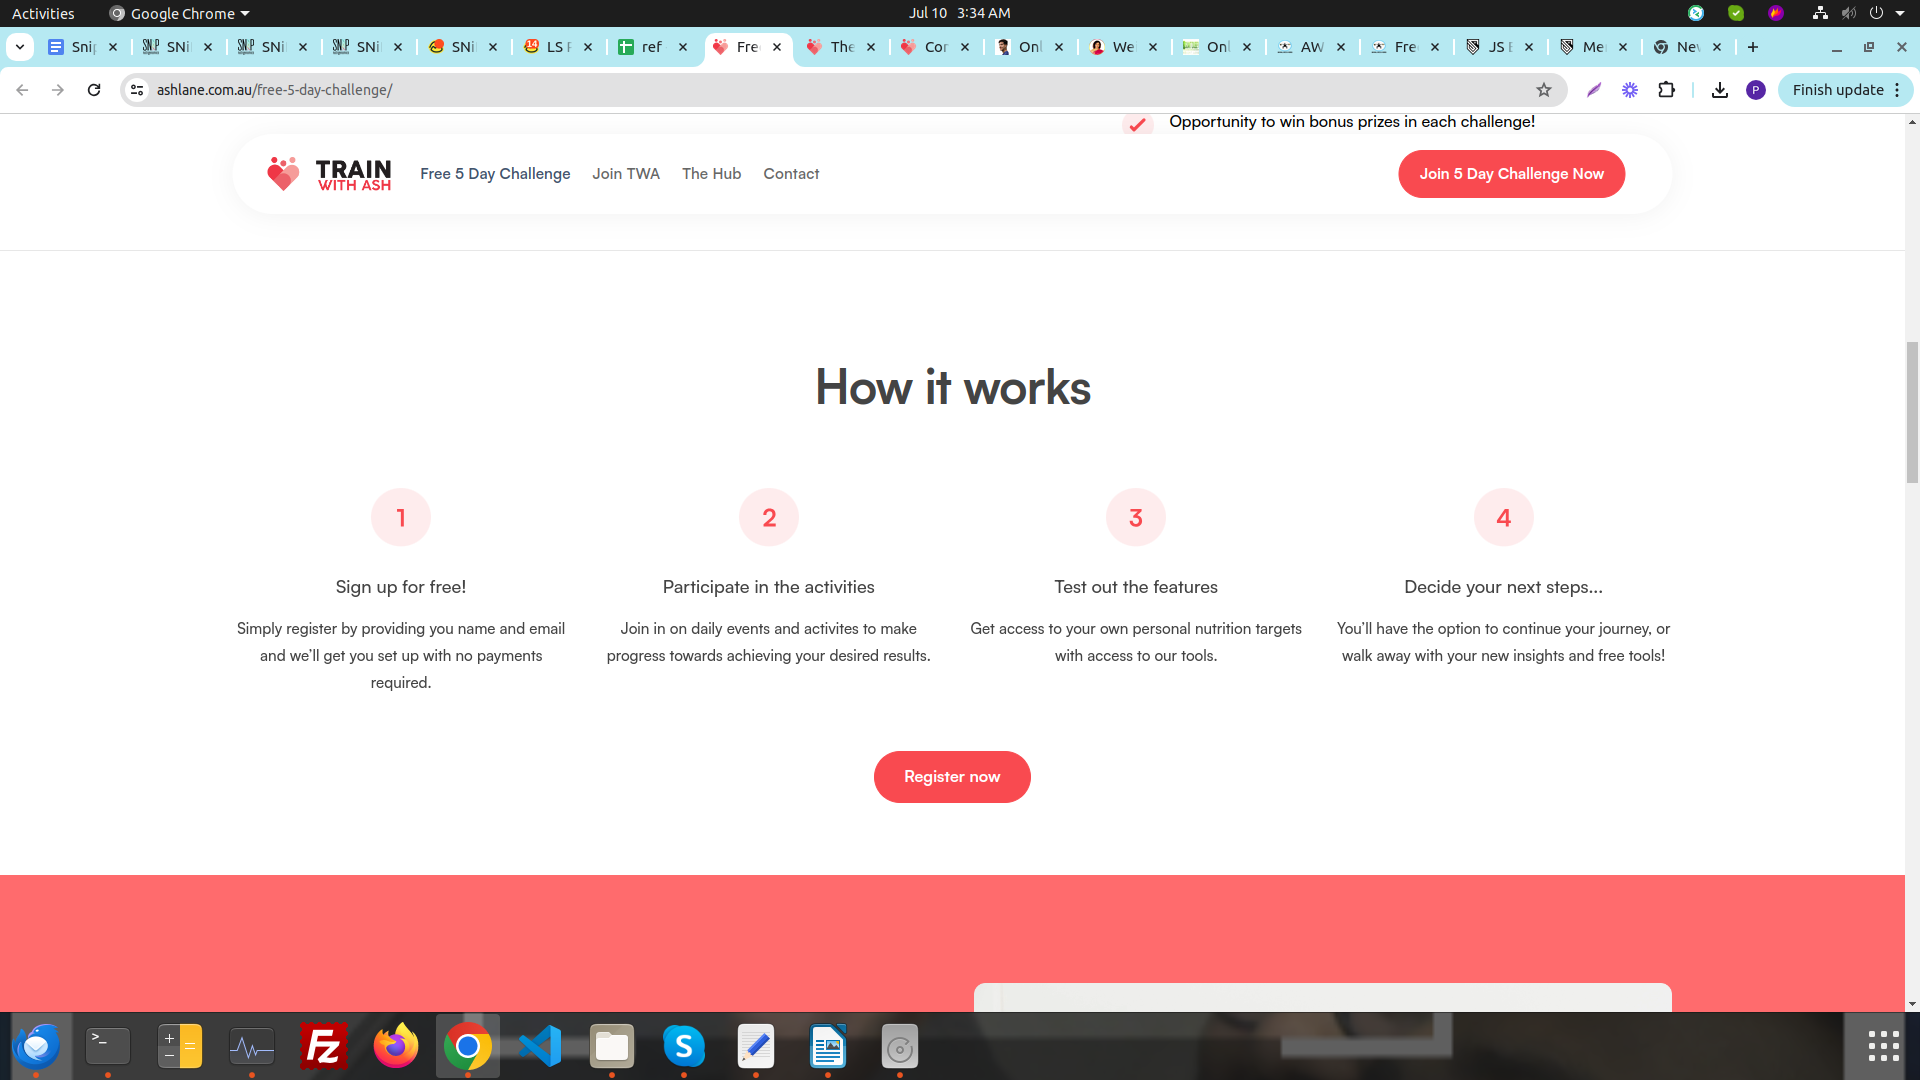 Activities
Google Chrome
Jul 10 3:34 AM
Snip
SNi
SNi
SNi
SNi
LS F
ref
Fre
The
Cor
Onl
Wei
Onl
AW
Fre
JS E
Me
Nev
ashlane.com.au/free-5-day-challenge/
P
Finish update
Opportunity to win bonus prizes in each challenge!
TRAIN
WITH ASH
Free 5 Day Challenge
Join TWA
The Hub
Contact
Join 5 Day Challenge Now
How it works
1
2
3
4
Sign up for free!
Participate in the activities
Test out the features
Decide your next steps...
Simply register by providing you name and email
and we'll get you set up with no payments
required.
Join in on daily events and activites to make
progress towards achieving your desired results.
Get access to your own personal nutrition targets
with access to our tools.
You'll have the option to continue your journey, or
walk away with your new insights and free tools!
Register now